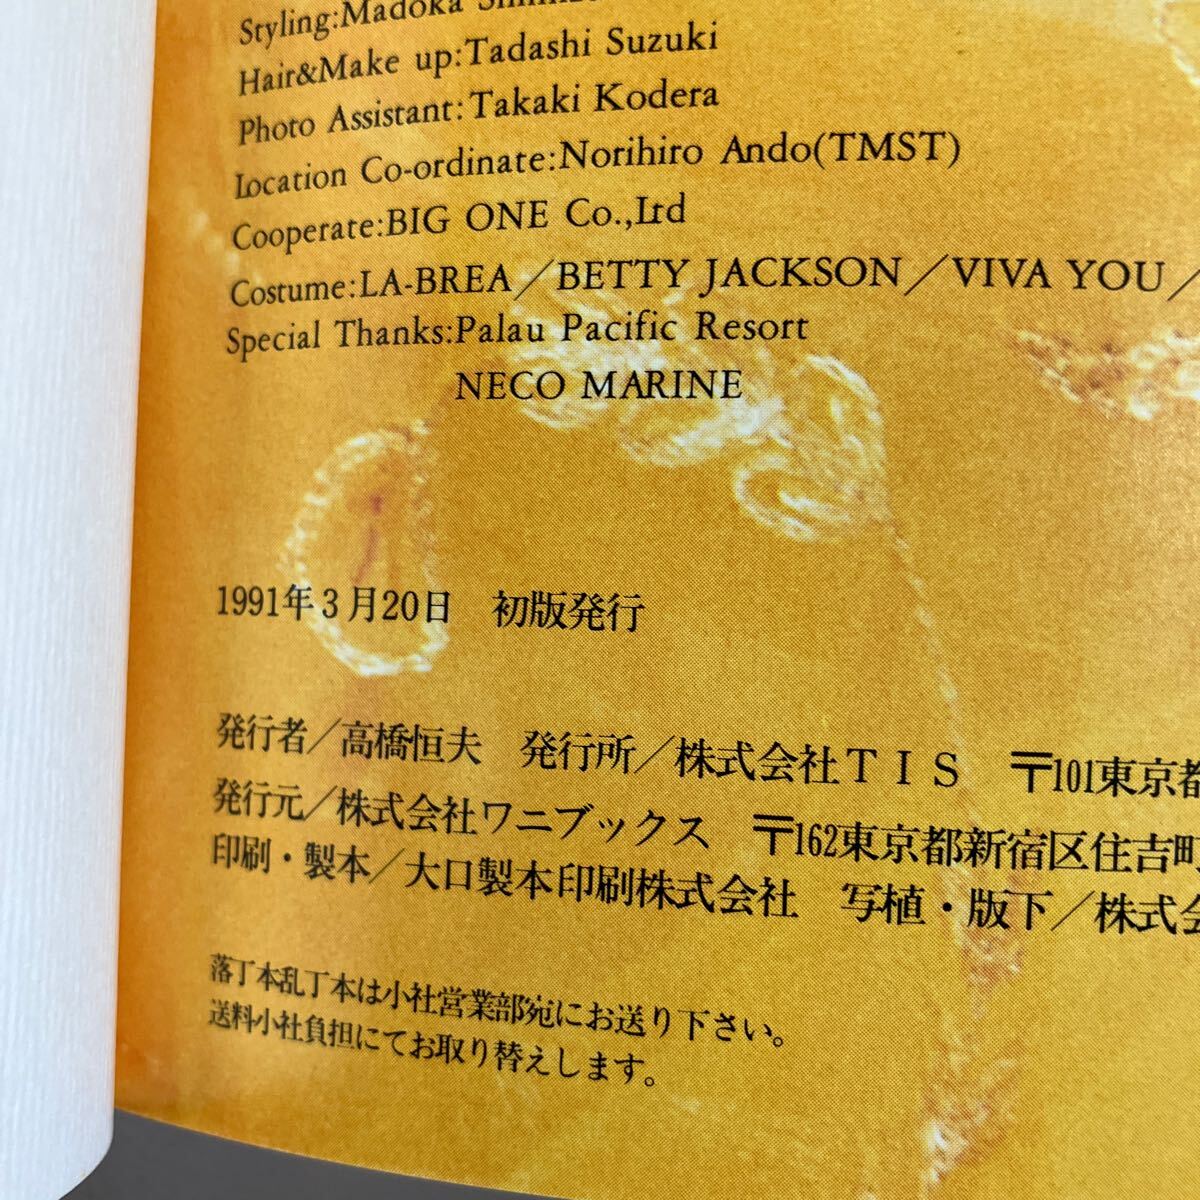 Styling:Madoka
Hair&Make up:Tadashi Suzuki
Photo Assistant:Takaki Kodera
Location Co-ordinate:Norihiro Ando(TMST)
Cooperate:BIG ONE Co.,Ltd
Costume:LA-BREA／BETTY JACKSON／VIVA YOU／
Special Thanks:Palau Pacific Resort
NECO MARINE
1991年3月20日　初版発行
発行者／高橋恒夫　発行所／株式会社ＴＩＳ　〒101東京都
発行元／株式会社ワニブックス　〒162東京都新宿区住吉町
印刷・製本／大口製本印刷株式会社　写植・版下／株式会
落丁本乱丁本は小社営業部宛にお送り下さい。
送料小社負担にてお取り替えします。